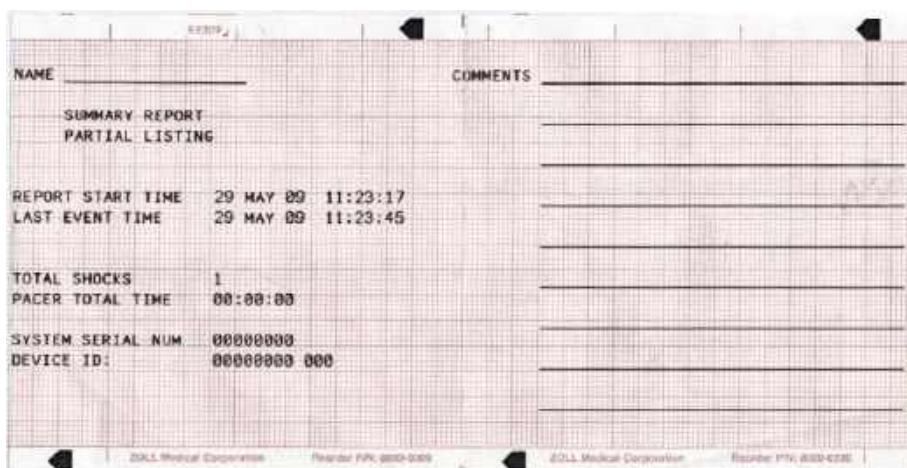 NAME
COMMENTS
SUMMARY REPORT
PARTIAL LISTING
REPORT START TIME 29 MAY 09 11:23:17
LAST EVENT TIME 29 MAY 09 11:23:45
TOTAL SHOCKS 1
PACER TOTAL TIME 00:00:00
SYSTEM SERIAL NUM 00000000
DEVICE ID: 00000000 000
ZOLL Medical Corporation Reorder P/N:
ZOLL Medical Corporation Reorder P/N: